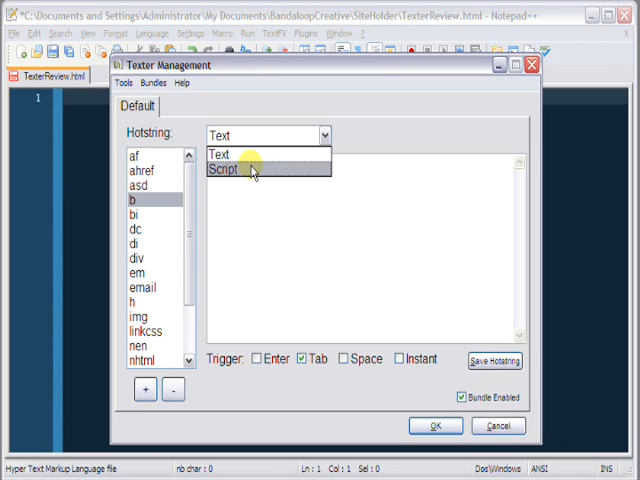 *C:\Documents and Settings\Administrator\My Documents\BandaloopCreative\SiteHolder\TexterReview.html - Notepad++
File Edit Search View Format Language Settings Macro Run TextFX Plugins Window ?
TexterReview.html
1
Texter Management
Tools Bundles Help
Default
Hotstring:
Text
Text
Script
af
ahref
asd
b
bi
dc
di
div
em
email
h
img
linkcss
nen
nhtml
Trigger: Enter Tab Space Instant
Save Hotstring
+ -
Bundle Enabled
OK Cancel
Hyper Text Markup Language file nb char : 0 Ln : 1 Col : 1 Sel : 0 Dos\Windows ANSI INS